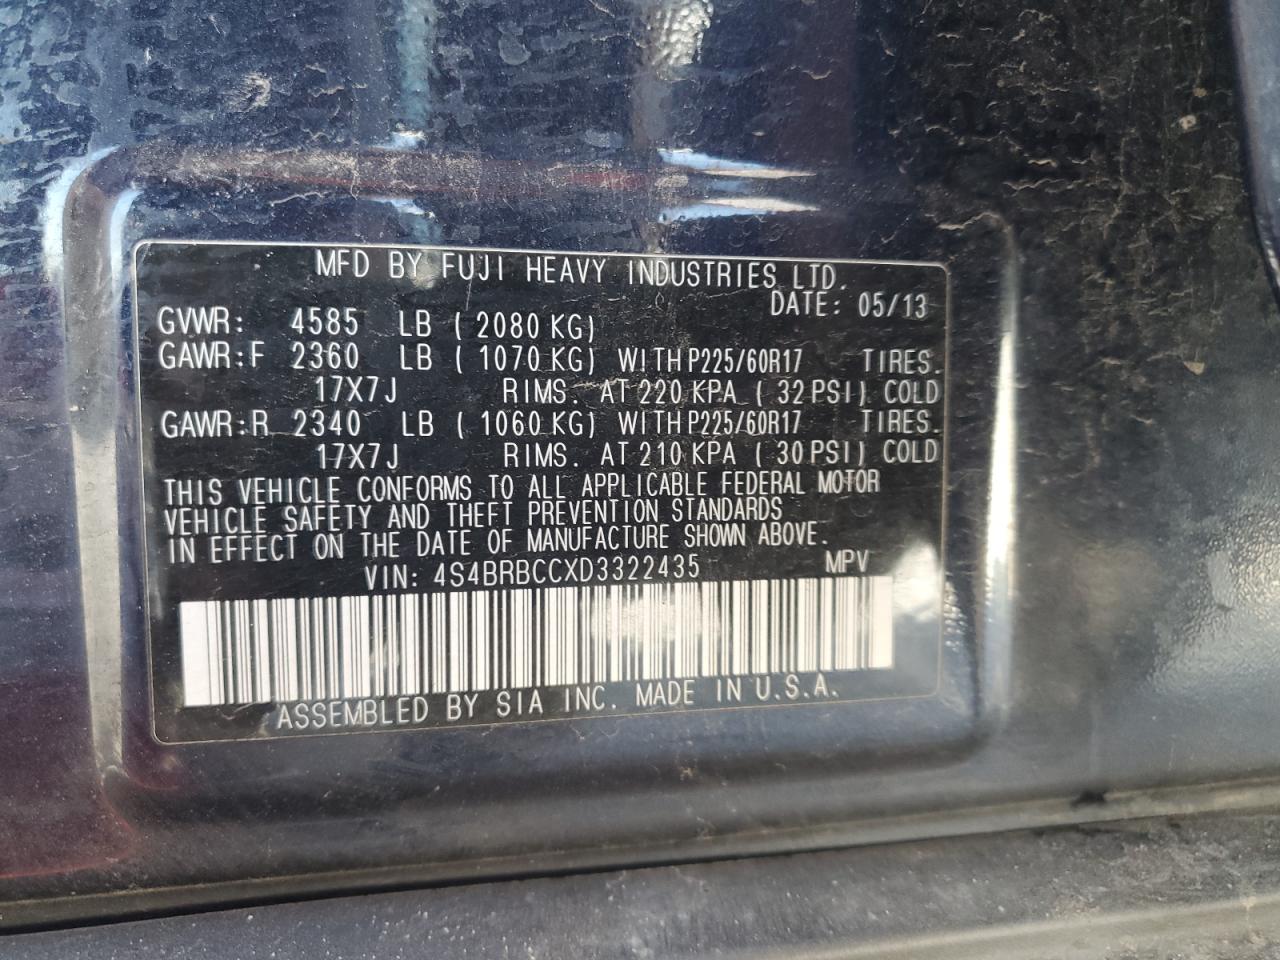 MFD BY FUJI HEAVY INDUSTRIES LTD.
DATE: 05/13
GVWR: 4585 LB ( 2080 KG)
GAWR:F 2360 LB ( 1070 KG) WITH P225/60R17 TIRES.
17X7J RIMS. AT 220 KPA ( 32 PSI) COLD
GAWR:R 2340 LB ( 1060 KG) WITH P225/60R17 TIRES.
17X7J RIMS. AT 210 KPA ( 30 PSI) COLD
THIS VEHICLE CONFORMS TO ALL APPLICABLE FEDERAL MOTOR
VEHICLE SAFETY AND THEFT PREVENTION STANDARDS
IN EFFECT ON THE DATE OF MANUFACTURE SHOWN ABOVE.
VIN: 4S4BRBCCXD3322435 MPV
ASSEMBLED BY SIA INC. MADE IN U.S.A.